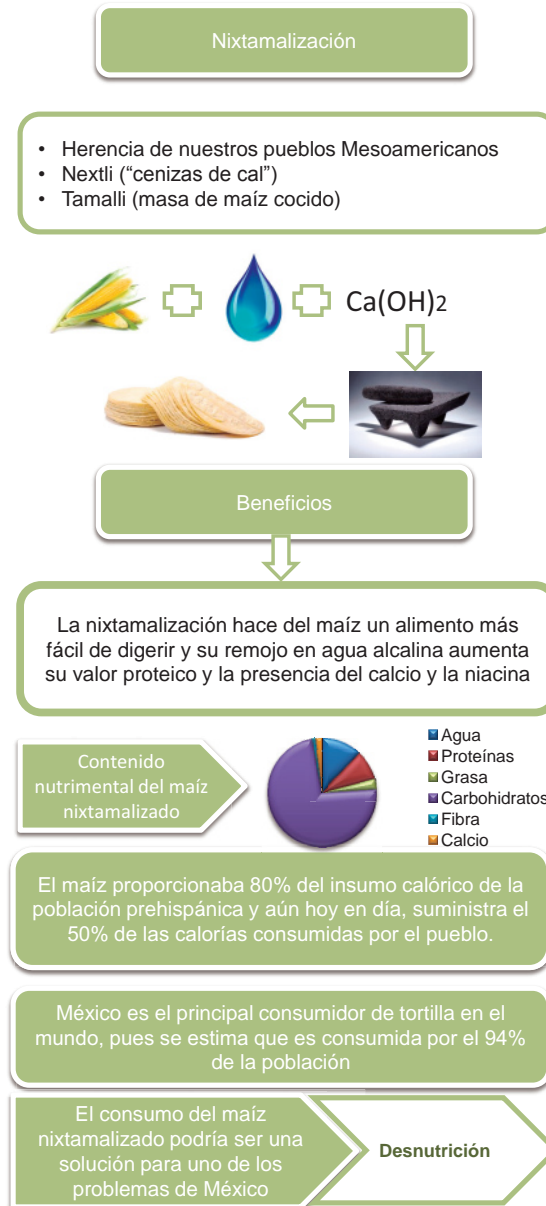 Nixtamalización
• Herencia de nuestros pueblos Mesoamericanos
• Nextli (“cenizas de cal”)
• Tamalli (masa de maíz cocido)
Ca(OH)2
Beneficios
La nixtamalización hace del maíz un alimento más
fácil de digerir y su remojo en agua alcalina aumenta
su valor proteico y la presencia del calcio y la niacina
Contenido
nutrimental del maíz
nixtamalizado
Agua
Proteínas
Grasa
Carbohidratos
Fibra
Calcio
El maíz proporcionaba 80% del insumo calórico de la
población prehispánica y aún hoy en día, suministra el
50% de las calorías consumidas por el pueblo.
México es el principal consumidor de tortilla en el
mundo, pues se estima que es consumida por el 94%
de la población
El consumo del maíz
nixtamalizado podría ser una
solución para uno de los
problemas de México
Desnutrición